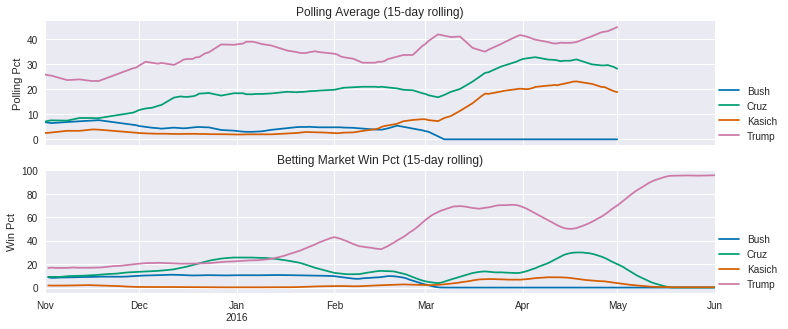 Polling Average (15-day rolling)
Polling Pct
40
30
20
10
0
Bush
Cruz
Kasich
Trump
Betting Market Win Pct (15-day rolling)
Win Pct
100
80
60
40
20
0
Bush
Cruz
Kasich
Trump
Nov Dec Jan Feb Mar Apr May Jun
2016